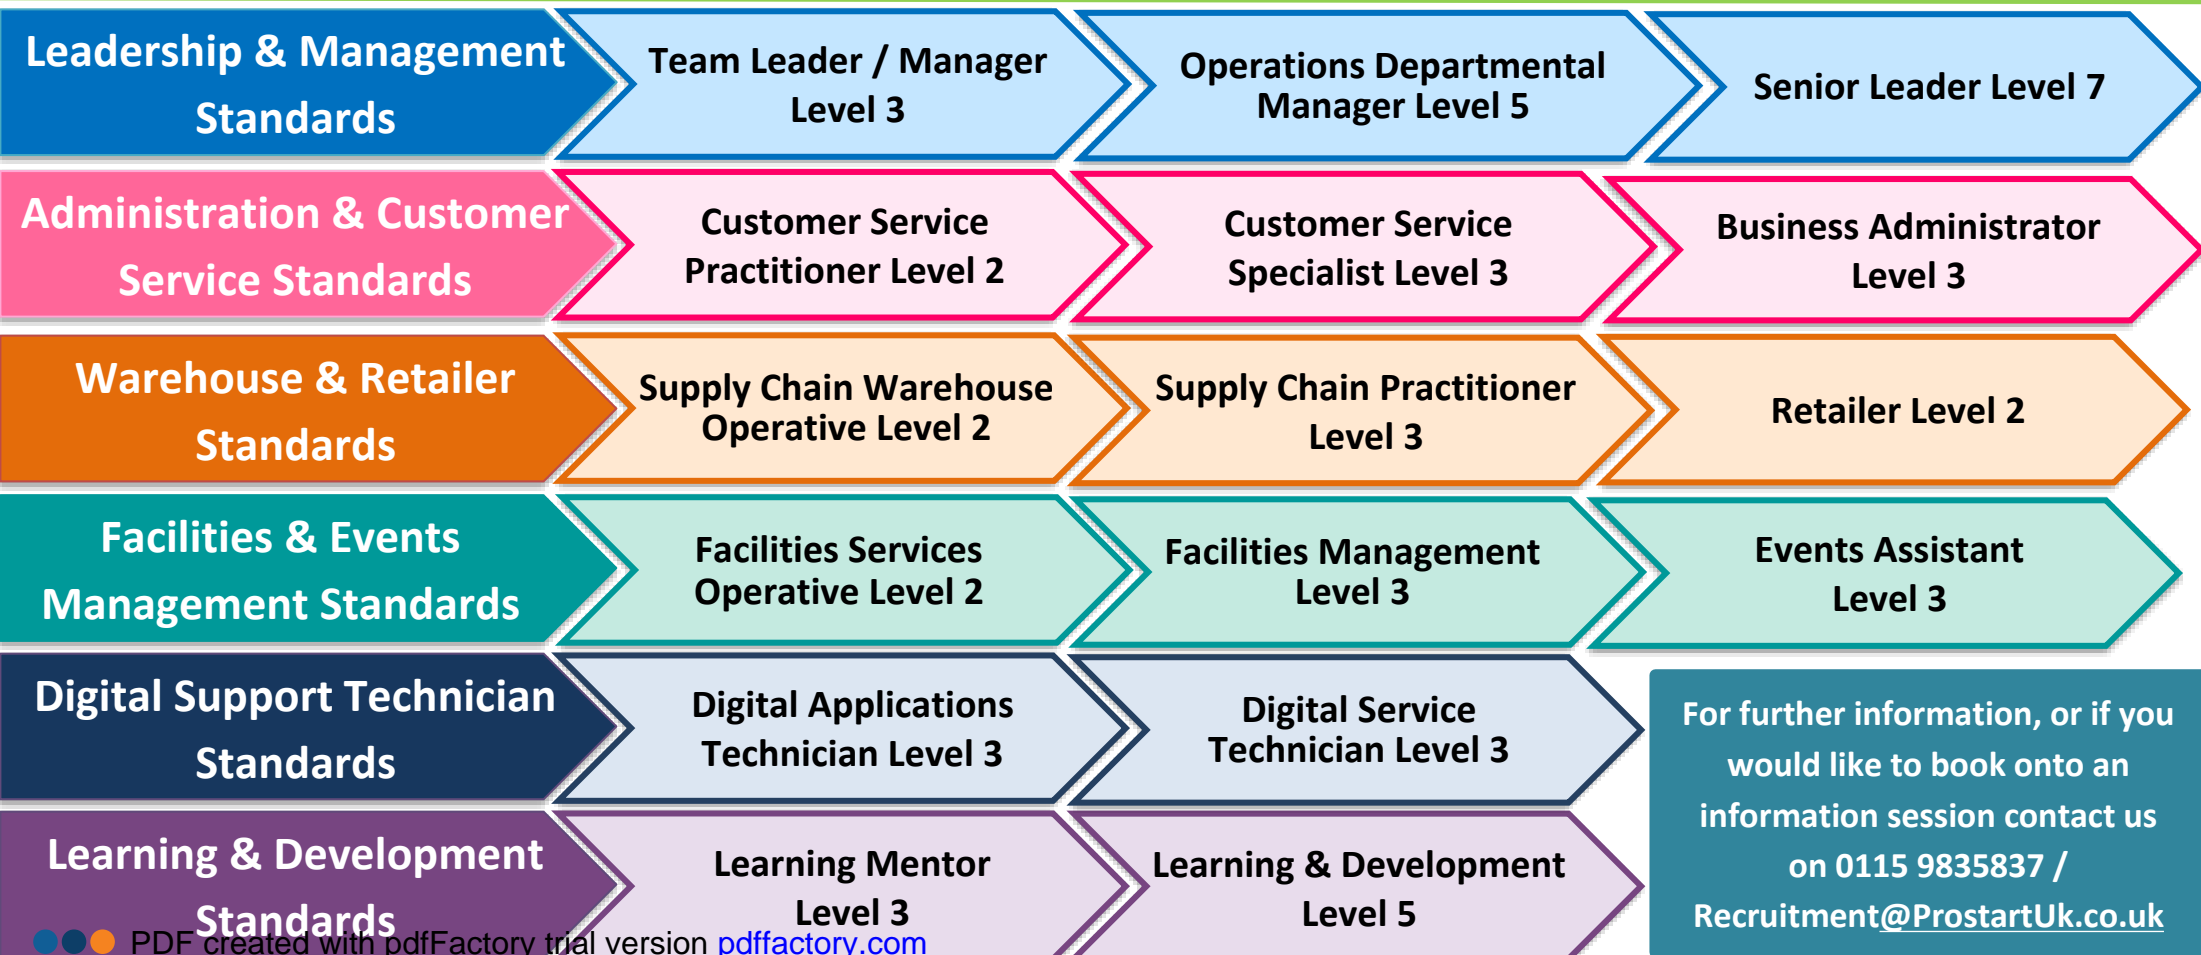 Leadership & Management
Standards
Team Leader / Manager
Level 3
Operations Departmental
Manager Level 5
Senior Leader Level 7
Administration & Customer
Service Standards
Customer Service
Practitioner Level 2
Customer Service
Specialist Level 3
Business Administrator
Level 3
Warehouse & Retailer
Standards
Supply Chain Warehouse
Operative Level 2
Supply Chain Practitioner
Level 3
Retailer Level 2
Facilities & Events
Management Standards
Facilities Services
Operative Level 2
Facilities Management
Level 3
Events Assistant
Level 3
Digital Support Technician
Standards
Digital Applications
Technician Level 3
Digital Service
Technician Level 3
Learning & Development
Standards
Learning Mentor
Level 3
Learning & Development
Level 5
For further information, or if you
would like to book onto an
information session contact us
on 0115 9835837 /
Recruitment@ProstartUk.co.uk
PDF created with pdfFactory trial version pdffactory.com